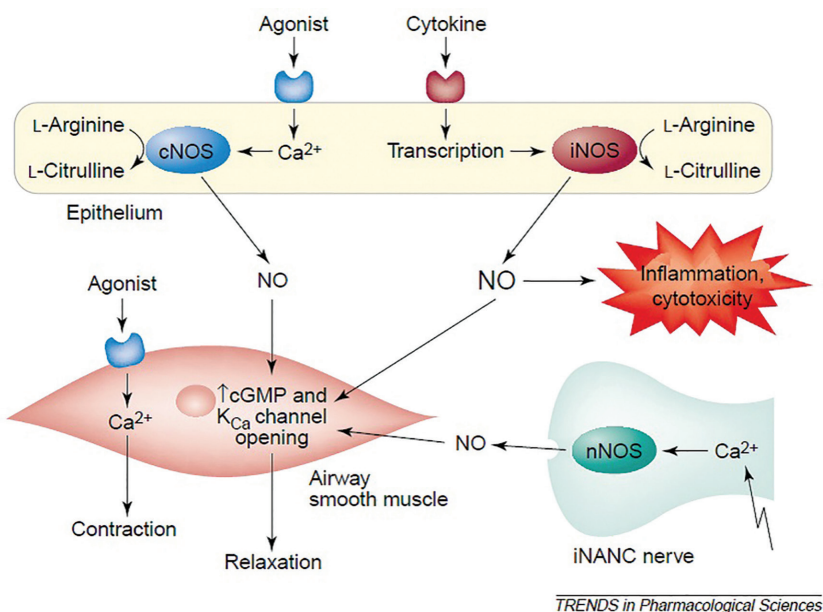 Agonist
Cytokine
L-Arginine
cNOS
Ca2+
L-Citrulline
Transcription
iNOS
L-Arginine
L-Citrulline
Epithelium
NO
NO
Inflammation,
cytotoxicity
Agonist
Ca2+
↑cGMP and
KCa channel
opening
NO
nNOS
Ca2+
Airway
smooth muscle
Contraction
Relaxation
iNANC nerve
TRENDS in Pharmacological Sciences